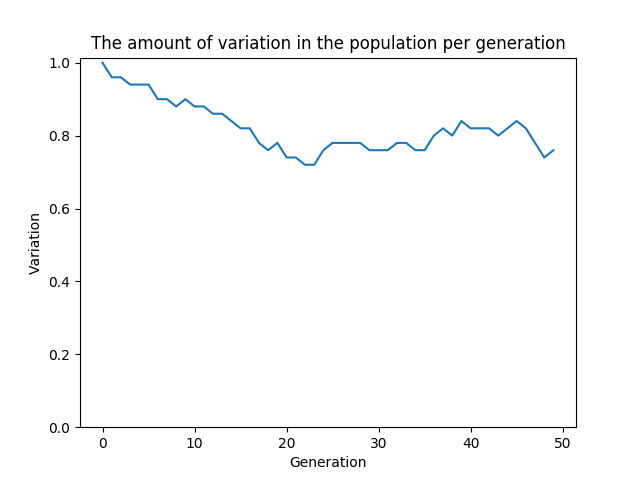 The amount of variation in the population per generation
1.0
0.8
0.6
0.4
0.2
0.0
Variation
0 10 20 30 40 50
Generation